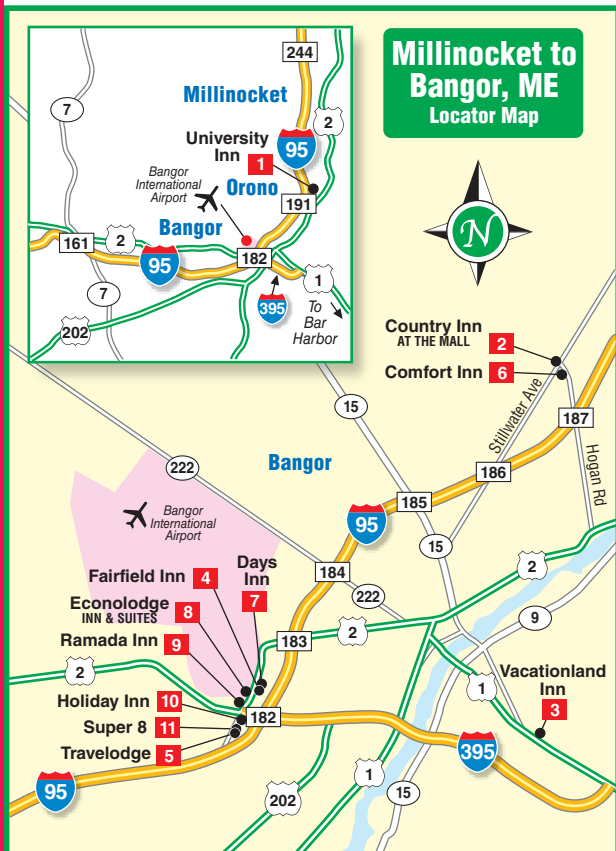 Millinocket to
Bangor, ME
Locator Map
244
7
Millinocket
2
University
Inn
1
95
Bangor
International
Airport
Orono
191
Bangor
161
2
95
182
1
7
395
To
Bar
Harbor
202
N
Country Inn
AT THE MALL
2
Comfort Inn
6
Stillwater Ave
15
187
Hogan Rd
222
Bangor
186
185
95
Bangor
International
Airport
15
184
2
Fairfield Inn
4
Days
Inn
7
222
Econolodge
INN & SUITES
8
9
183
2
Ramada Inn
9
2
Vacationland
Inn
3
1
Holiday Inn
10
182
Super 8
11
Travelodge
5
395
95
1
15
202